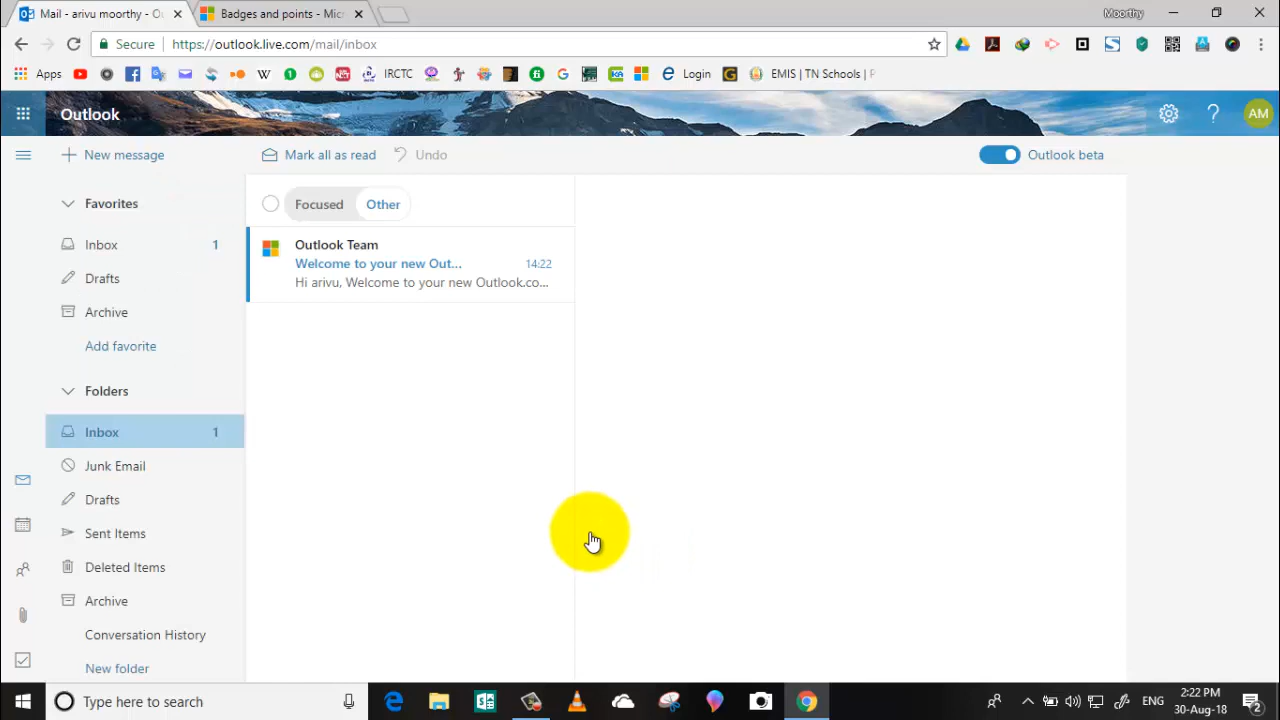 Mail - arivu moorthy - O
Badges and points - Micr
Moorthy
Secure
https://outlook.live.com/mail/inbox
Apps
IRCTC
Login
EMIS | TN Schools | P
Outlook
AM
New message
Mark all as read
Undo
Outlook beta
Favorites
Focused
Other
Inbox 1
Outlook Team
Welcome to your new Out... 14:22
Hi arivu, Welcome to your new Outlook.co...
Drafts
Archive
Add favorite
Folders
Inbox 1
Junk Email
Drafts
Sent Items
Deleted Items
Archive
Conversation History
New folder
Type here to search
ENG
2:22 PM
30-Aug-18
2